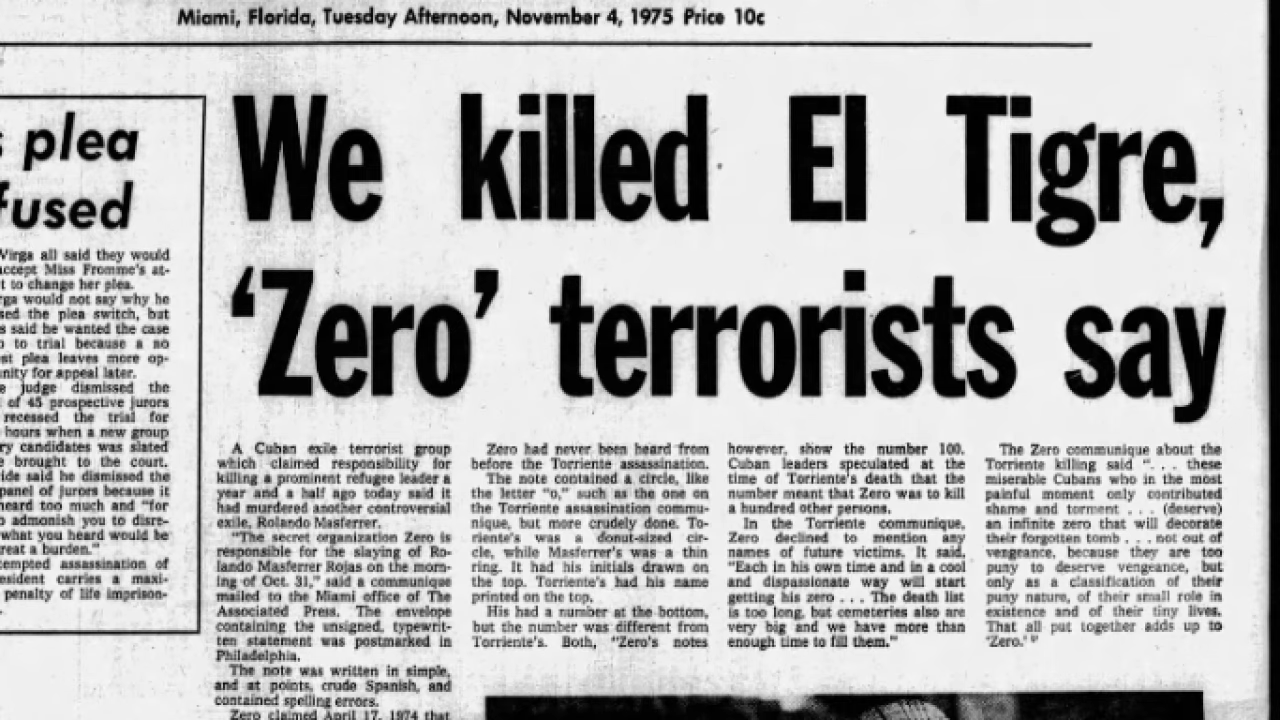 Miami, Florida, Tuesday Afternoon, November 4, 1975 Price 10c
plea
fused
Virga all said they would
accept Miss Fromme's at-
t to change her plea.
rga would not say why he
sed the plea switch, but
s said he wanted the case
o to trial because a no
st plea leaves more op-
nity for appeal later.
e judge dismissed the
of 45 prospective jurors
recessed the trial for
hours when a new group
ry candidates was slated
e brought to the court.
ide said he dismissed the
panel of jurors because it
heard too much and "for
o admonish you to disre-
what you heard would be
reat a burden."
tempted assassination of
esident carries a maxi-
penalty of life imprison-
We killed El Tigre,
'Zero' terrorists say
A Cuban exile terrorist group
which claimed responsibility for
killing a prominent refugee leader a
year and a half ago today said it
had murdered another controversial
exile, Rolando Masferrer.
"The secret organization Zero is
responsible for the slaying of Ro-
lando Masferrer Rojas on the morn-
ing of Oct. 31," said a communique
mailed to the Miami office of The
Associated Press. The envelope
containing the unsigned, typewrit-
ten statement was postmarked in
Philadelphia.
The note was written in simple,
and at points, crude Spanish, and
contained spelling errors.
Zero claimed April 17, 1974 that
Zero had never been heard from
before the Torriente assassination.
The note contained a circle, like
the letter "o," such as the one on
the Torriente assassination commu-
nique, but more crudely done. To-
riente's was a donut-sized cir-
cle, while Masferrer's was a thin
ring. It had his initials drawn on
the top. Torriente's had his name
printed on the top.
His had a number at the bottom,
but the number was different from
Torriente's. Both, "Zero's notes
however, show the number 100.
Cuban leaders speculated at the
time of Torriente's death that the
number meant that Zero was to kill
a hundred other persons.
In the Torriente communique,
Zero declined to mention any
names of future victims. It said,
"Each in his own time and in a cool
and dispassionate way will start
getting his zero . . . The death list
is too long, but cemeteries also are
very big and we have more than
enough time to fill them."
The Zero communique about the
Torriente killing said ". . . these
miserable Cubans who in the most
painful moment only contributed
shame and torment . . . (deserve)
an infinite zero that will decorate
their forgotten tomb . . . not out of
vengeance, because they are too
puny to deserve vengeance, but
only as a classification of their
puny nature, of their small role in
existence and of their tiny lives.
That all put together adds up to
'Zero.'"